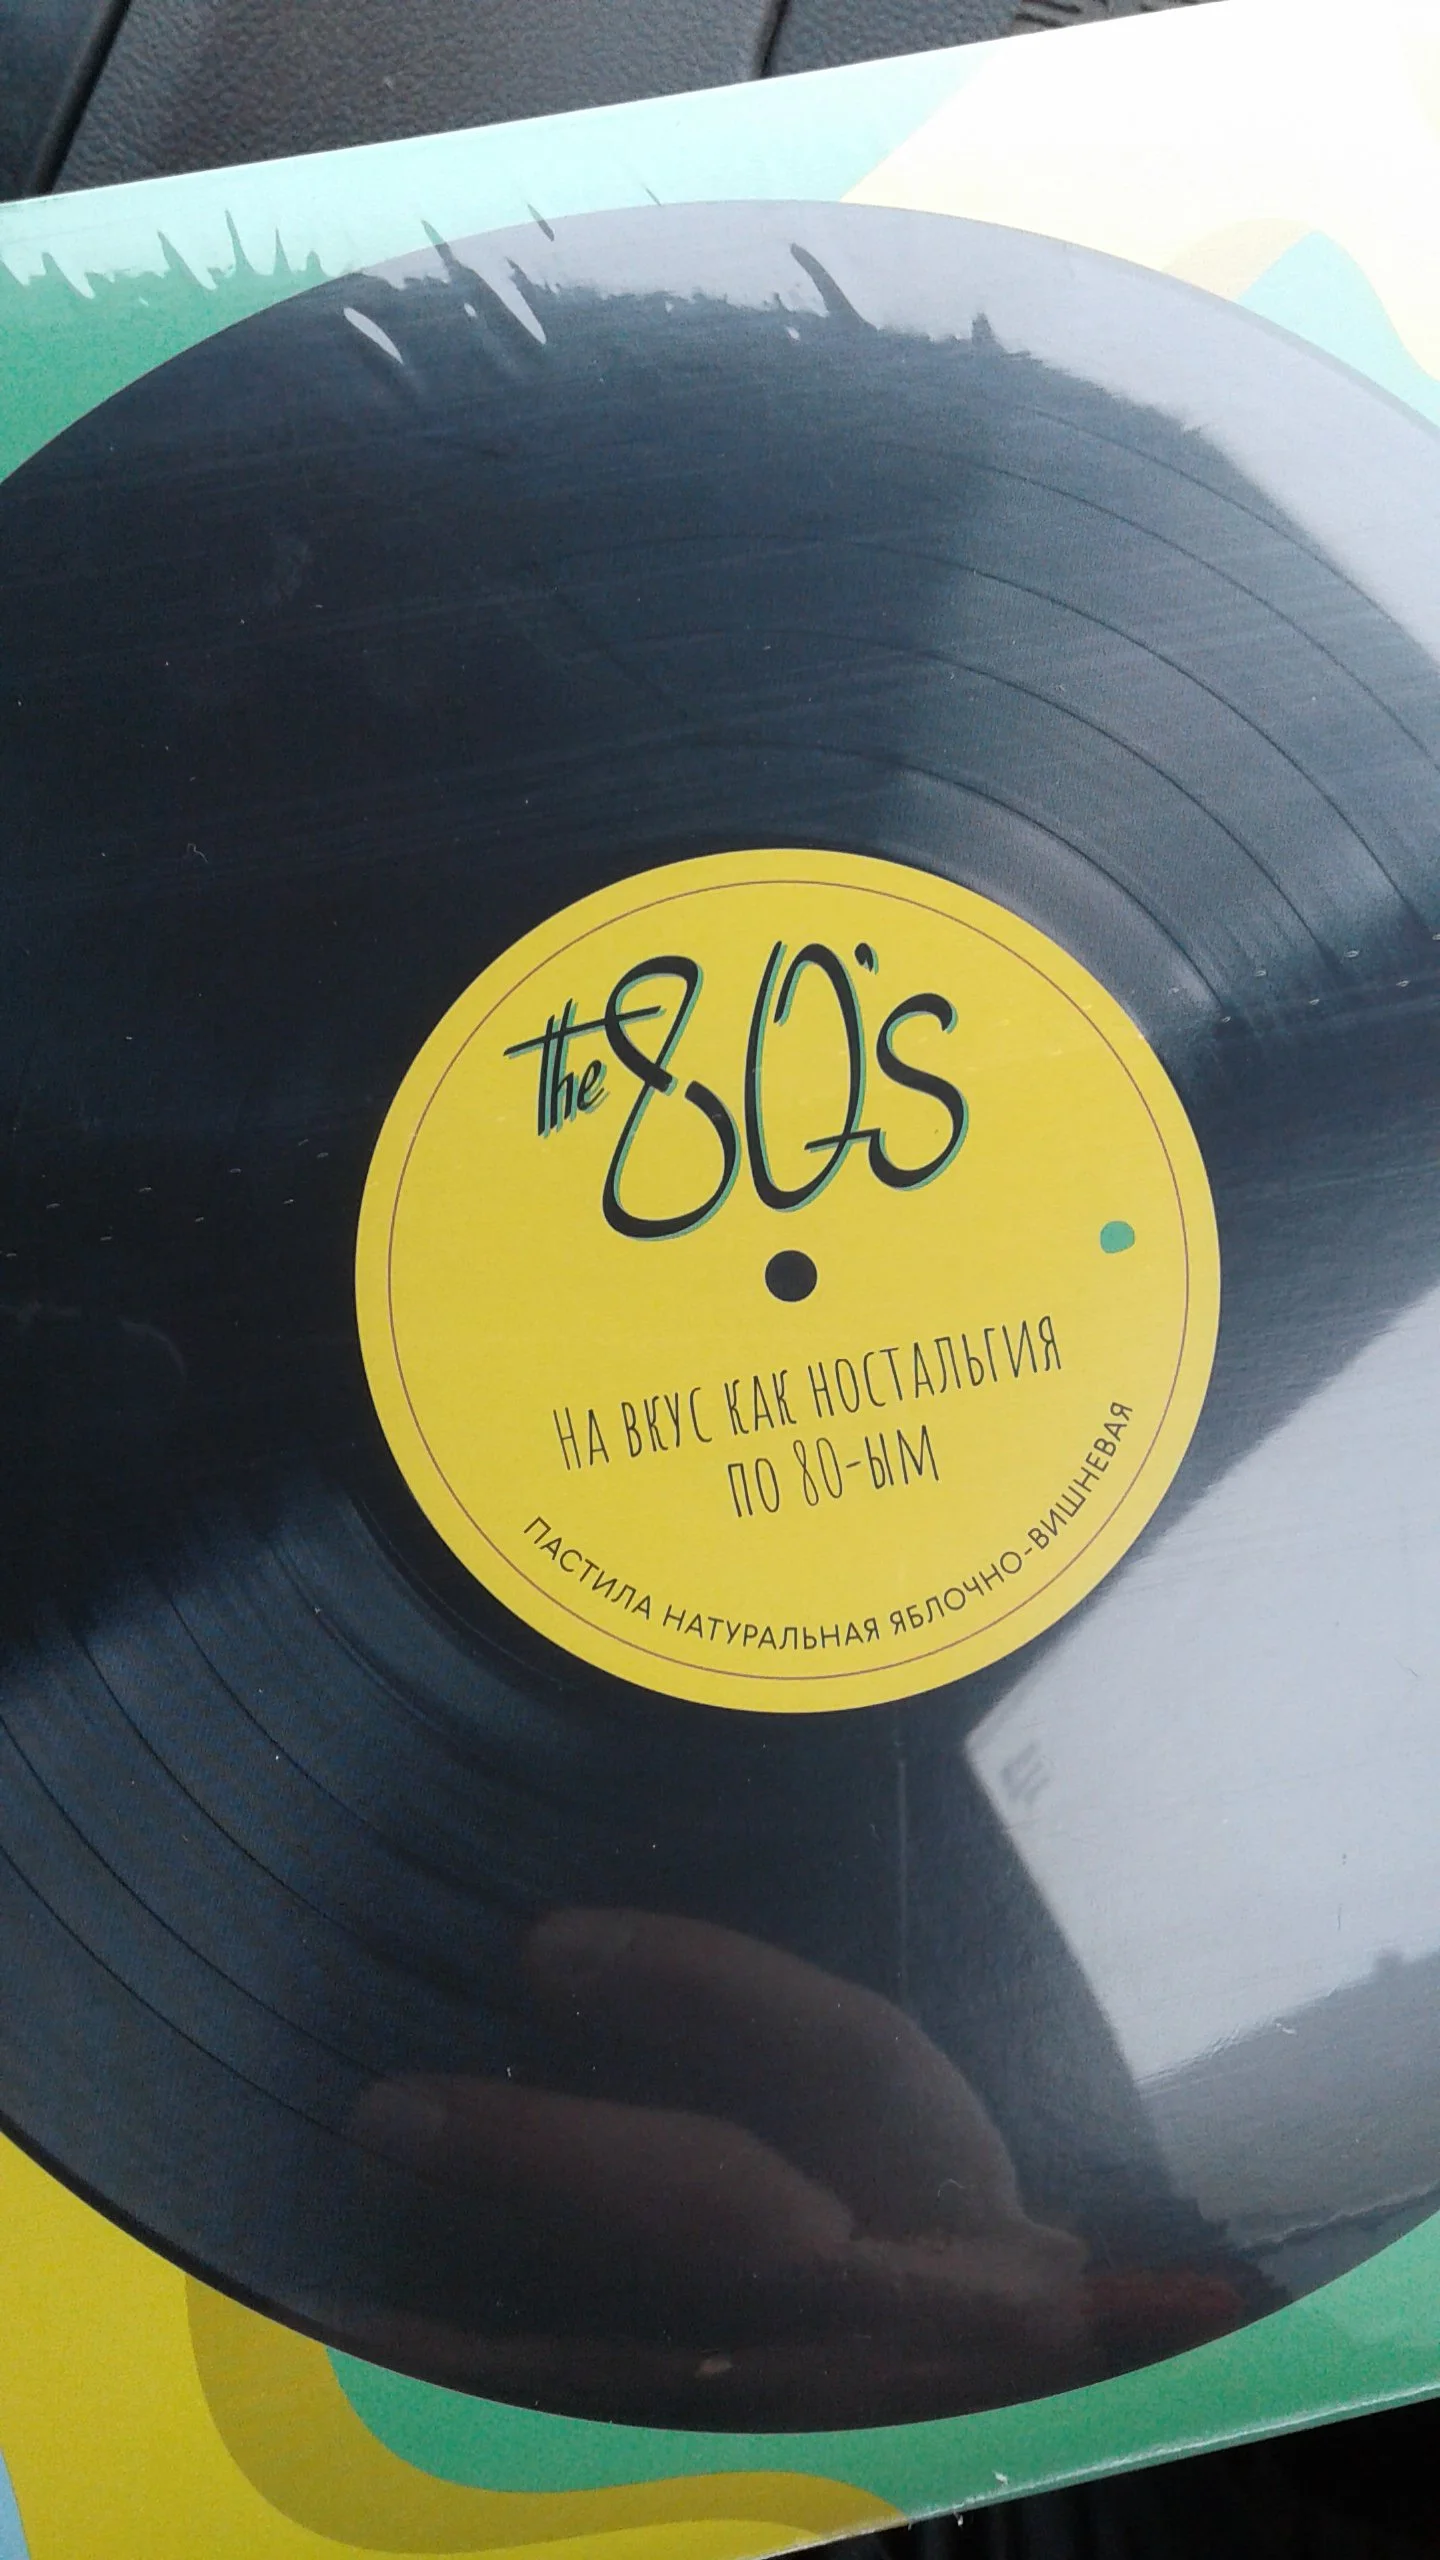 the 80's
На вкус как ностальгия
по 80-ым
ПАСТИЛА НАТУРАЛЬНАЯ ЯБЛОЧНО-ВИШНЕВАЯ